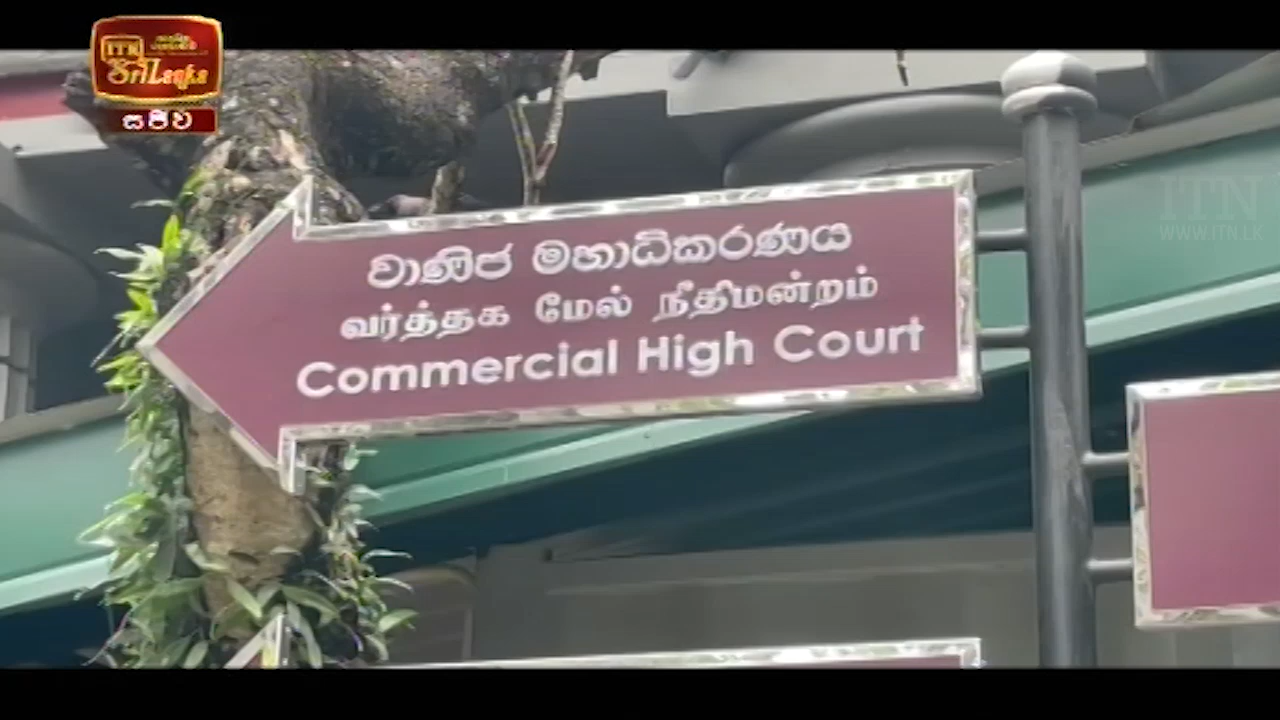 ITN
Sri Lanka
සජීව
ITN
WWW.ITN.LK
වාණිජ මහාධිකරණය
வர்த்தக மேல் நீதிமன்றம்
Commercial High Court